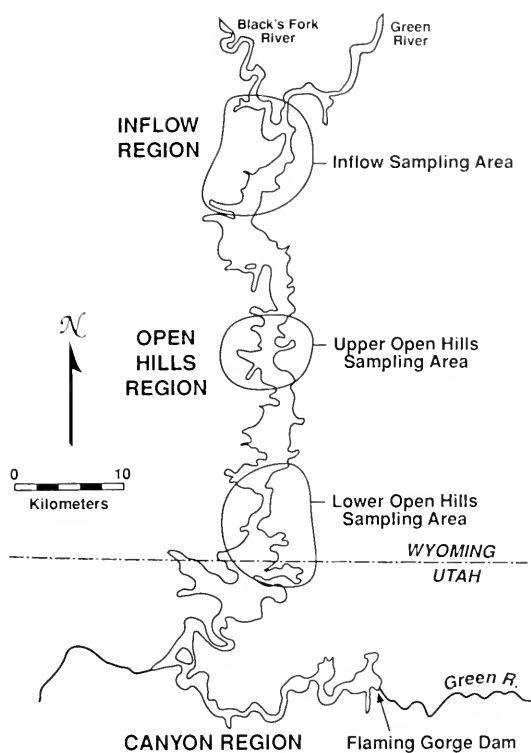 Black's Fork
River
Green
River
INFLOW
REGION
Inflow Sampling Area
N
OPEN
HILLS
REGION
Upper Open Hills
Sampling Area
0 10
Kilometers
Lower Open Hills
Sampling Area
WYOMING
UTAH
Green R.
CANYON REGION
Flaming Gorge Dam